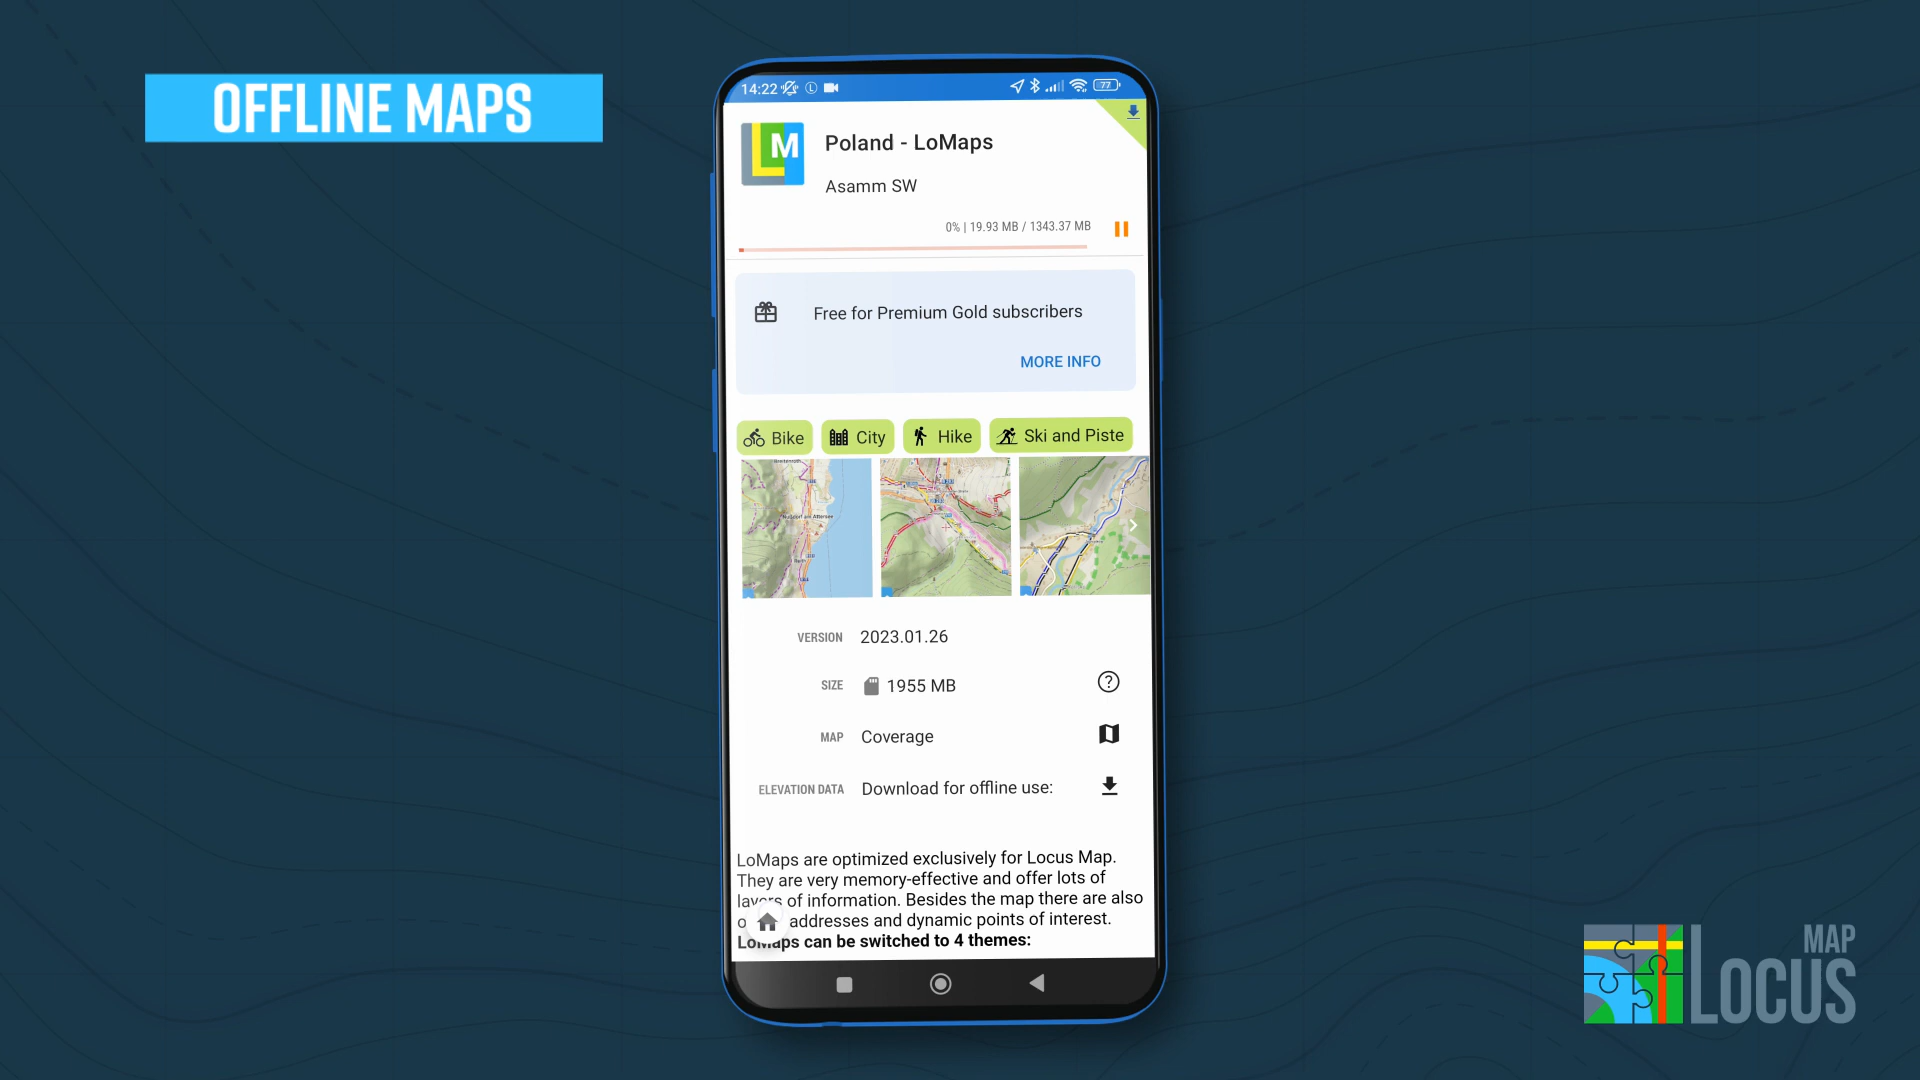 OFFLINE MAPS
14:22
77
Poland - LoMaps
Asamm SW
0% | 19.93 MB / 1343.37 MB
Free for Premium Gold subscribers
MORE INFO
Bike
City
Hike
Ski and Piste
VERSION 2023.01.26
SIZE 1955 MB
MAP Coverage
ELEVATION DATA Download for offline use:
LoMaps are optimized exclusively for Locus Map.
They are very memory-effective and offer lots of
of information. Besides the map there are also
addresses and dynamic points of interest.
LoMaps can be switched to 4 themes:
MAP
LOCUS